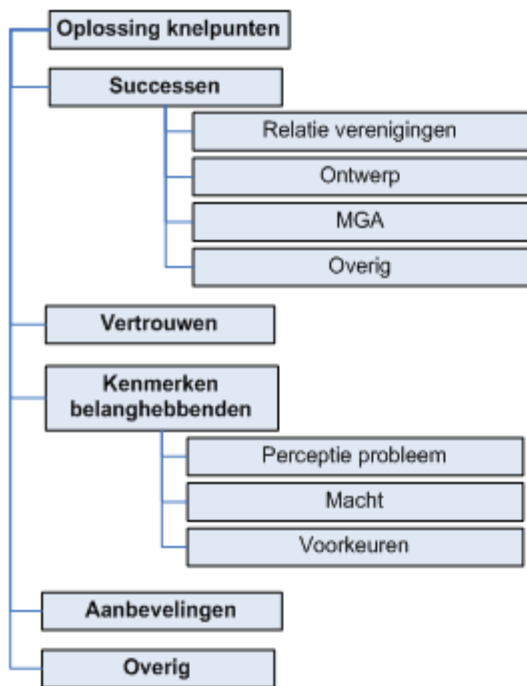 Oplossing knelpunten
Successen
Relatie verenigingen
Ontwerp
MGA
Overig
Vertrouwen
Kenmerken
belanghebbenden
Perceptie probleem
Macht
Voorkeuren
Aanbevelingen
Overig